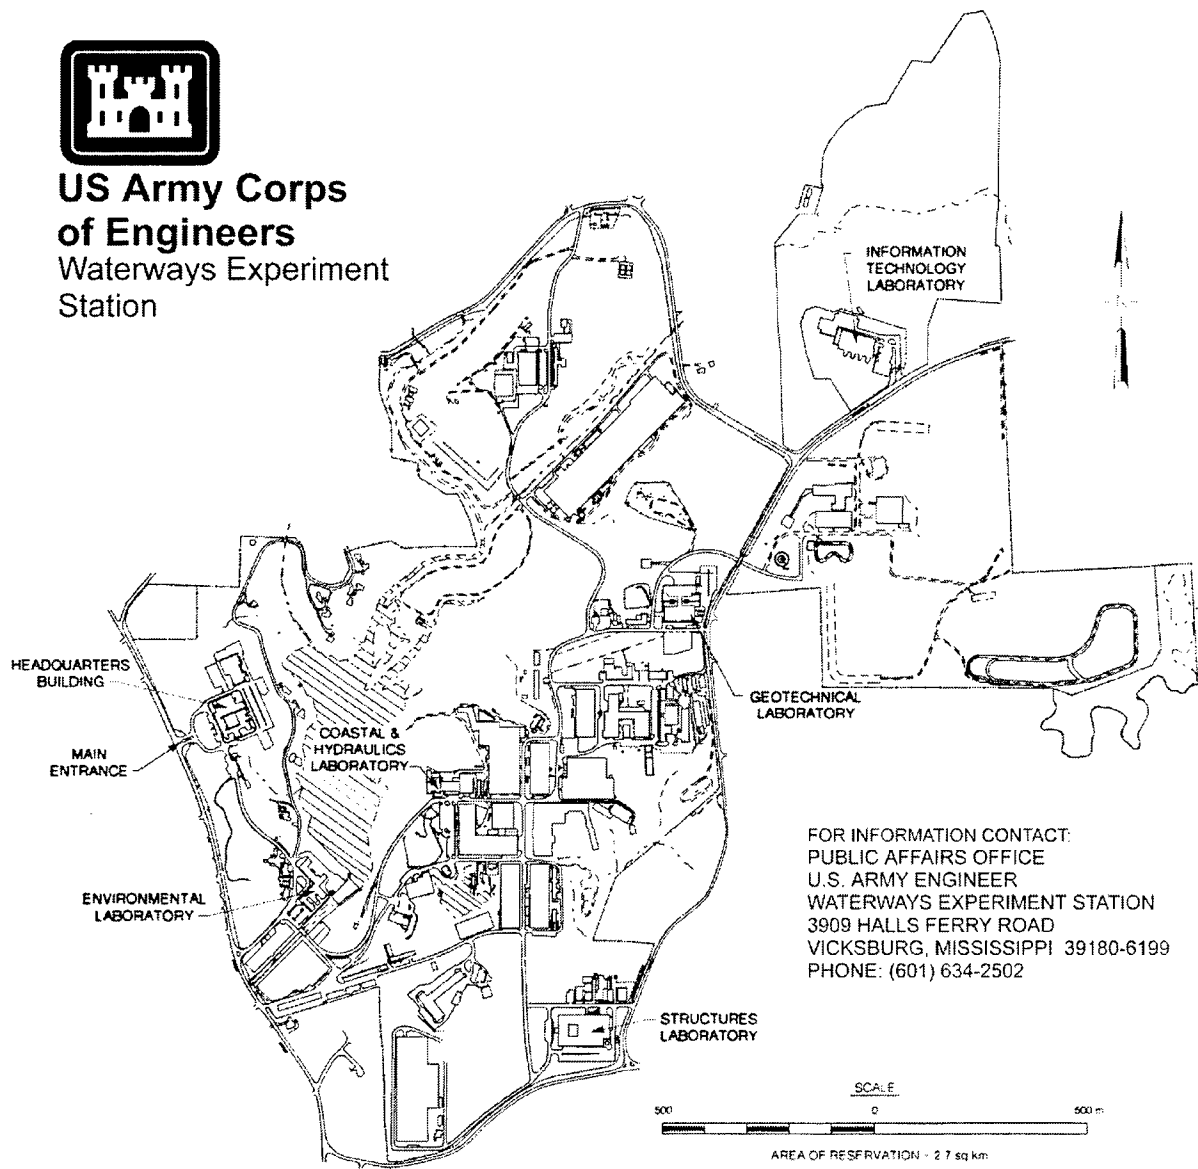 US Army Corps
of Engineers
Waterways Experiment
Station
INFORMATION
TECHNOLOGY
LABORATORY
HEADQUARTERS
BUILDING
MAIN
ENTRANCE
COASTAL &
HYDRAULICS
LABORATORY
GEOTECHNICAL
LABORATORY
ENVIRONMENTAL
LABORATORY
STRUCTURES
LABORATORY
FOR INFORMATION CONTACT:
PUBLIC AFFAIRS OFFICE
U.S. ARMY ENGINEER
WATERWAYS EXPERIMENT STATION
3909 HALLS FERRY ROAD
VICKSBURG, MISSISSIPPI 39180-6199
PHONE: (601) 634-2502
SCALE
500 0 500 m
AREA OF RESERVATION - 2.7 sq km